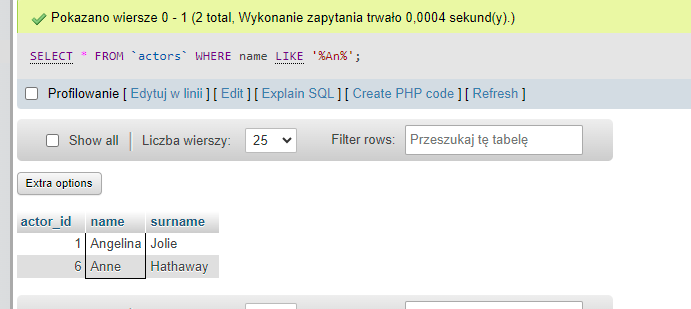 Pokazano wiersze 0 - 1 (2 total, Wykonanie zapytania trwało 0,0004 sekund(y).)
SELECT * FROM `actors` WHERE name LIKE '%An%';
Profilowanie [ Edytuj w linii ] [ Edit ] [ Explain SQL ] [ Create PHP code ] [ Refresh ]
Show all Liczba wierszy: 25 Filter rows: Przeszukaj tę tabelę
Extra options
actor_id name surname
1 Angelina Jolie
6 Anne Hathaway